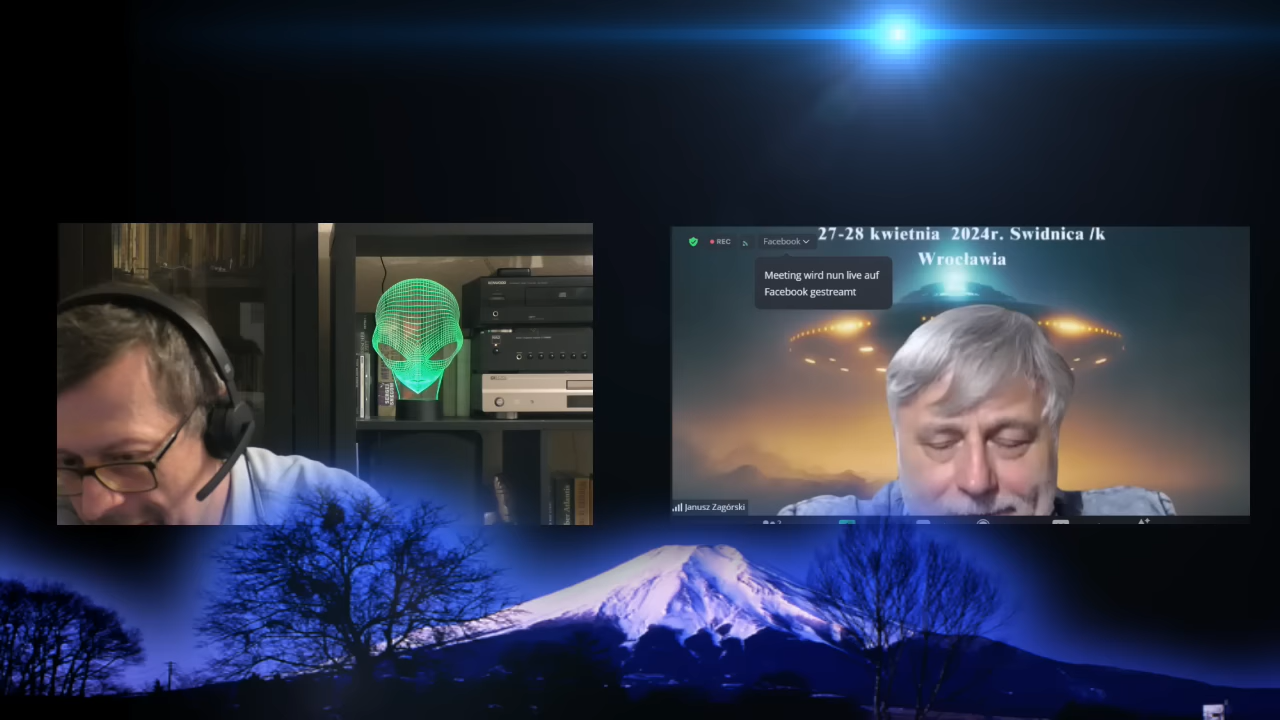 27-28 kwietnia 2024r. Swidnica /k
Wrocławia
REC
Facebook
Meeting wird nun live auf
Facebook gestreamt
Janusz Zagórski